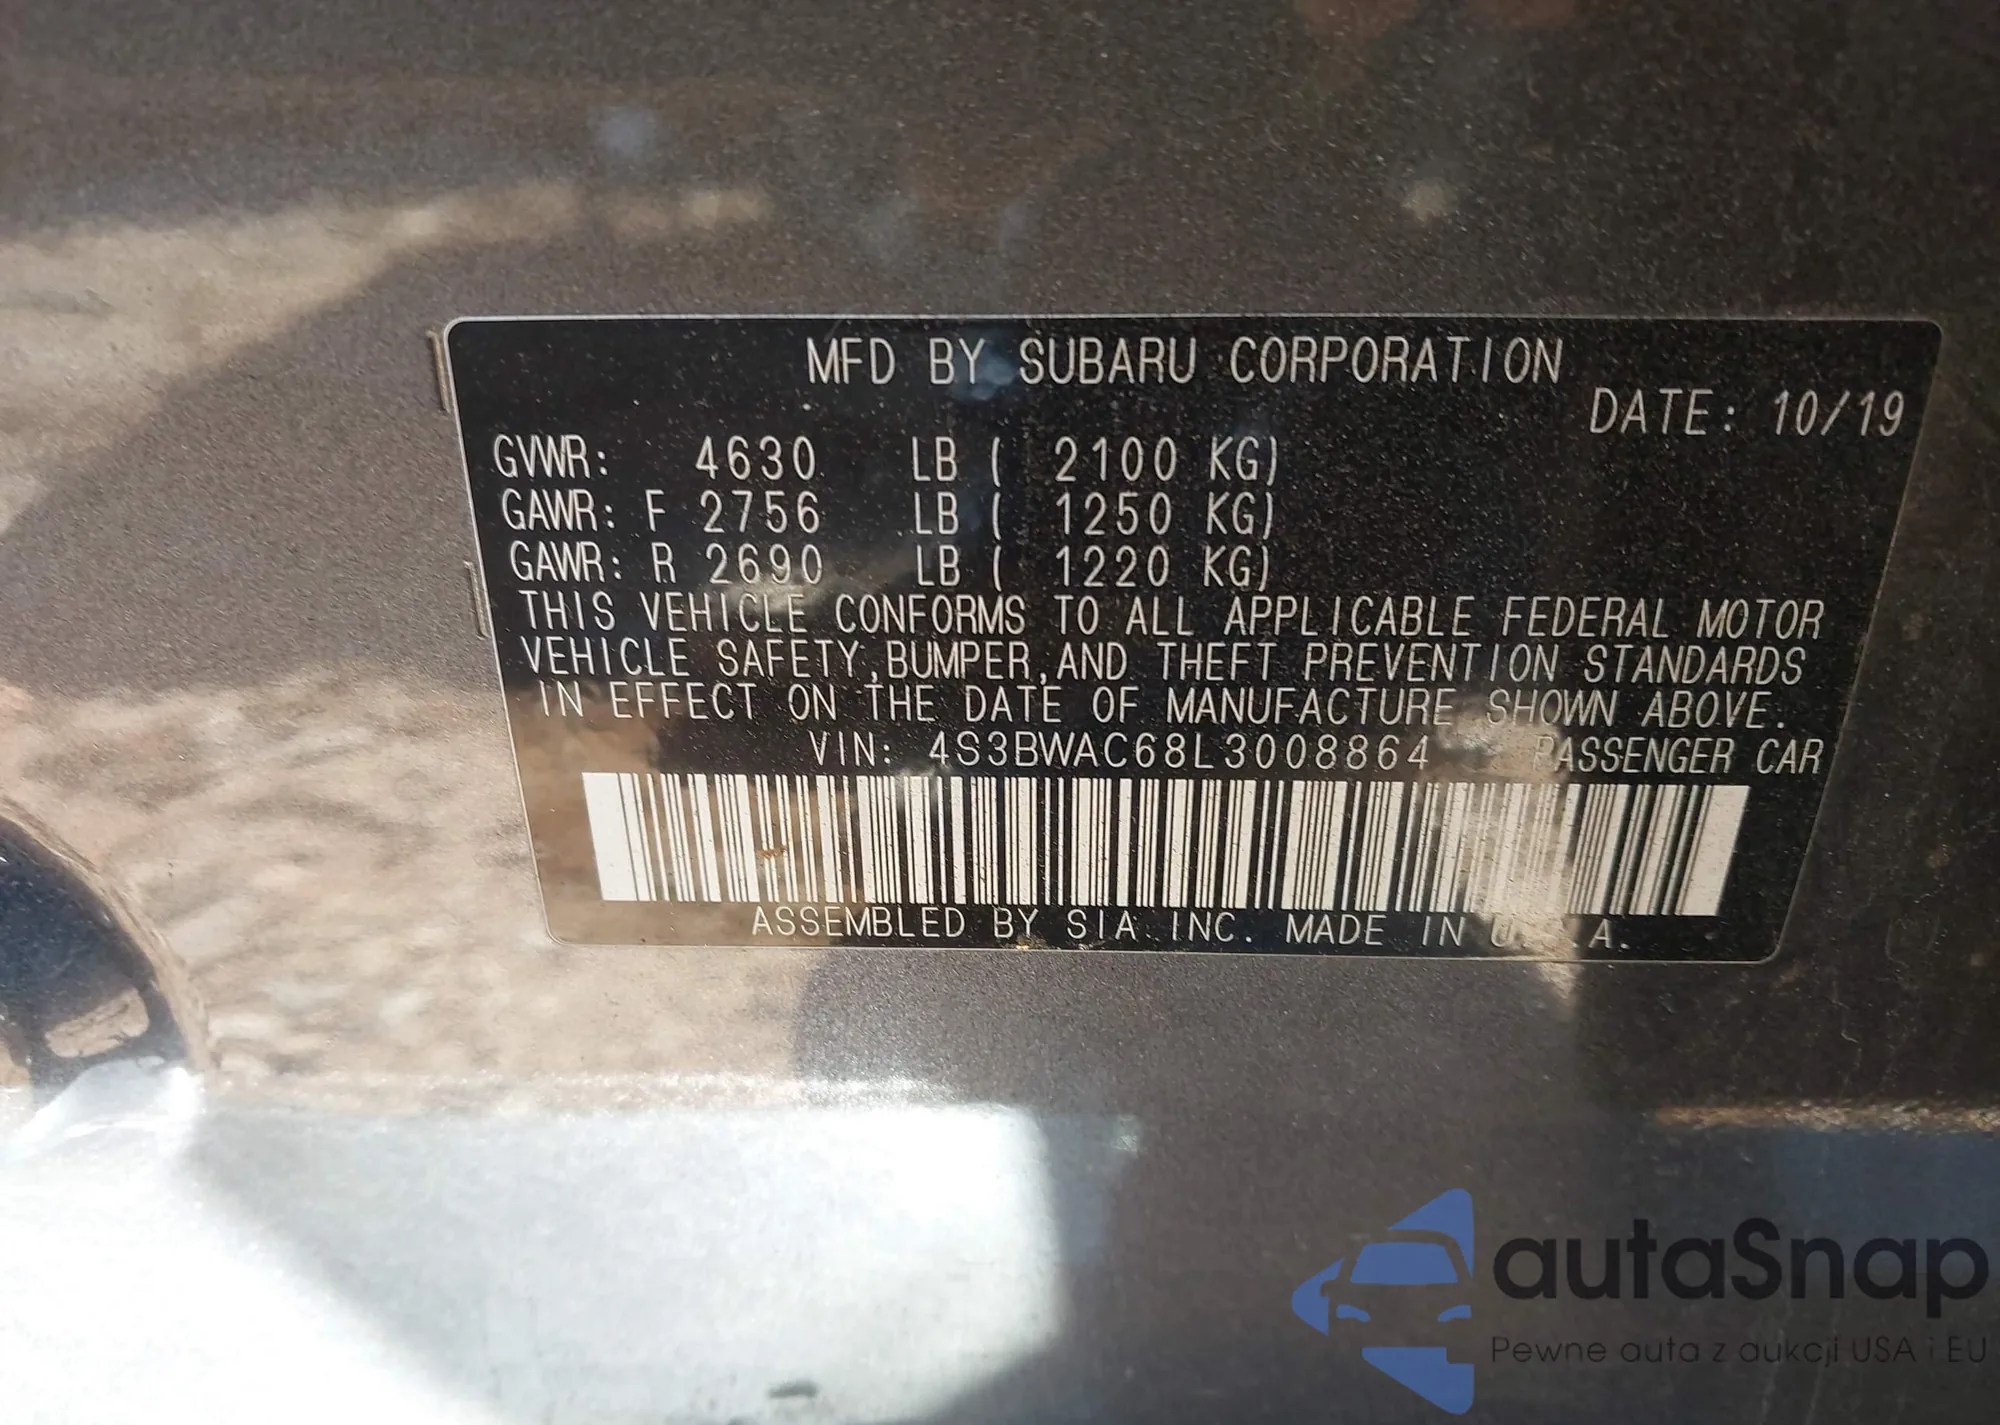 MFD BY SUBARU CORPORATION
DATE: 10/19
GVWR: 4630 LB ( 2100 KG)
GAWR: F 2756 LB ( 1250 KG)
GAWR: R 2690 LB ( 1220 KG)
THIS VEHICLE CONFORMS TO ALL APPLICABLE FEDERAL MOTOR
VEHICLE SAFETY,BUMPER,AND THEFT PREVENTION STANDARDS
IN EFFECT ON THE DATE OF MANUFACTURE SHOWN ABOVE.
VIN: 4S3BWAC68L3008864 PASSENGER CAR
ASSEMBLED BY SIA INC. MADE IN U.S.A.
autaSnap
Pewne auta z aukcji USA i EU